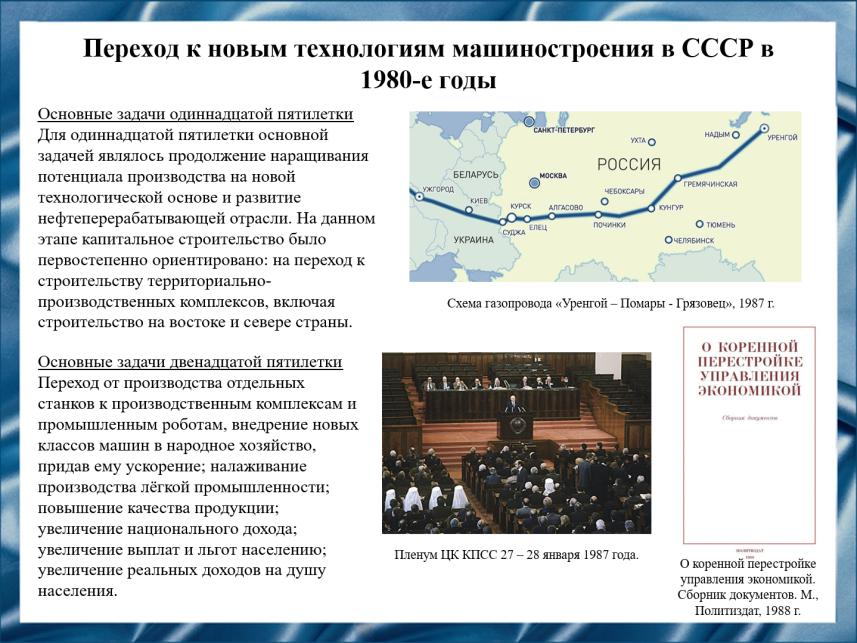 Переход к новым технологиям машиностроения в СССР в
1980-е годы
Основные задачи одиннадцатой пятилетки
Для одиннадцатой пятилетки основной
задачей являлось продолжение наращивания
потенциала производства на новой
технологической основе и развитие
нефтеперерабатывающей отрасли. На данном
этапе капитальное строительство было
первостепенно ориентировано: на переход к
строительству территориально-
производственных комплексов, включая
строительство на востоке и севере страны.
Основные задачи двенадцатой пятилетки
Переход от производства отдельных
станков к производственным комплексам и
промышленным роботам, внедрение новых
классов машин в народное хозяйство,
придав ему ускорение; налаживание
производства лёгкой промышленности;
повышение качества продукции;
увеличение национального дохода;
увеличение выплат и льгот населению;
увеличение реальных доходов на душу
населения.
САНКТ-ПЕТЕРБУРГ
УХТА
НАДЫМ
УРЕНГОЙ
РОССИЯ
БЕЛАРУСЬ
МОСКВА
ГРЕМЯЧИНСКАЯ
УЖГОРОД
ЧЕБОКСАРЫ
КИЕВ
КУРСК
АЛГАСОВО
КУНГУР
СУДЖА
ЕЛЕЦ
ПОЧИНКИ
ТЮМЕНЬ
УКРАИНА
ЧЕЛЯБИНСК
Схема газопровода «Уренгой – Помары - Грязовец», 1987 г.
Пленум ЦК КПСС 27 – 28 января 1987 года.
О КОРЕННОЙ
ПЕРЕСТРОЙКЕ
УПРАВЛЕНИЯ
ЭКОНОМИКОЙ
Сборник документов
ПОЛИТИЗДАТ
1988
О коренной перестройке
управления экономикой.
Сборник документов. М.,
Политиздат, 1988 г.